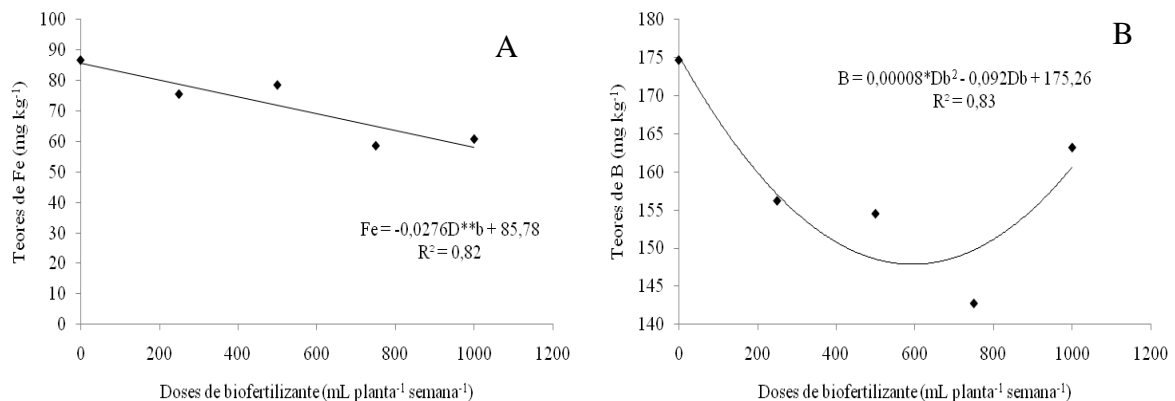 A
Teores de Fe (mg kg⁻¹)
100
90
80
70
60
50
40
30
20
10
0
Fe = -0,0276D**b + 85,78
R² = 0,82
0 200 400 600 800 1000 1200
Doses de biofertilizante (mL planta⁻¹ semana⁻¹)
B
Teores de B (mg kg⁻¹)
180
175
170
165
160
155
150
145
140
B = 0,00008*Db² - 0,092Db + 175,26
R² = 0,83
0 200 400 600 800 1000 1200
Doses de biofertilizante (mL planta⁻¹ semana⁻¹)